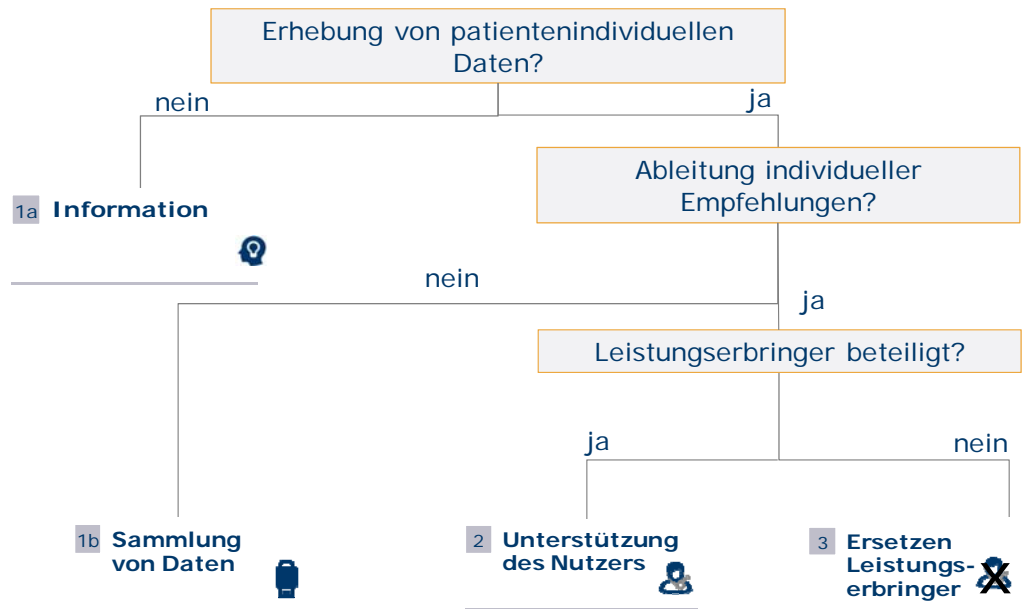 Erhebung von patientenindividuellen
Daten?
nein
ja
Ableitung individueller
Empfehlungen?
1a Information
nein
ja
Leistungserbringer beteiligt?
ja
nein
1b Sammlung
von Daten
2 Unterstützung
des Nutzers
3 Ersetzen
Leistungs-
erbringer
X